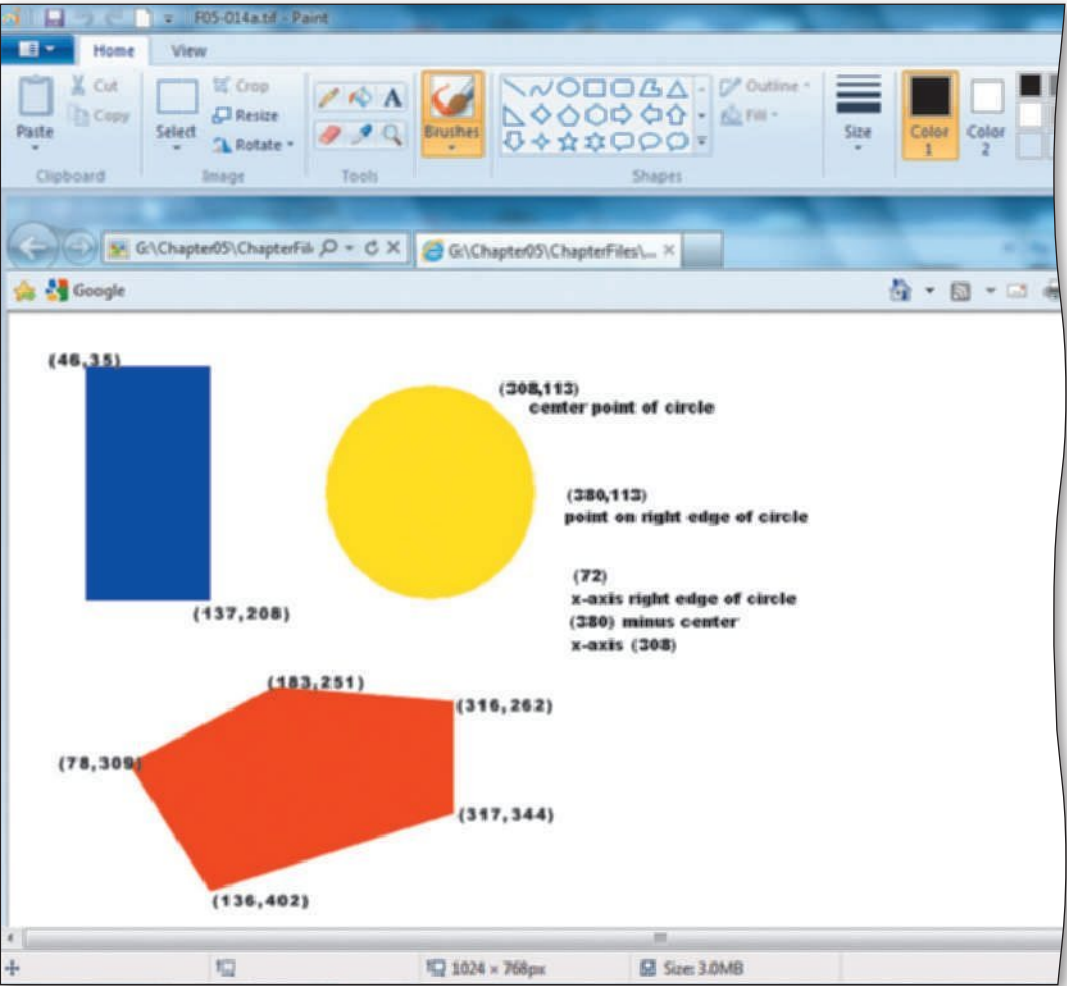 F05-014a.tif - Paint
Home View
Cut
Copy
Paste
Clipboard
Select
Crop
Resize
Rotate
Image
A
Tools
Brushes
Shapes
Outline
Fill
Size
Color 1
Color 2
G:\Chapter05\ChapterFil
G:\Chapter05\ChapterFiles\...
Google
(46,35)
(308,113)
center point of circle
(380,113)
point on right edge of circle
(72)
x-axis right edge of circle
(380) minus center
x-axis (308)
(137,208)
(183,251)
(316,262)
(78,309)
(317,344)
(136,402)
1024 × 768px
Size: 3.0MB